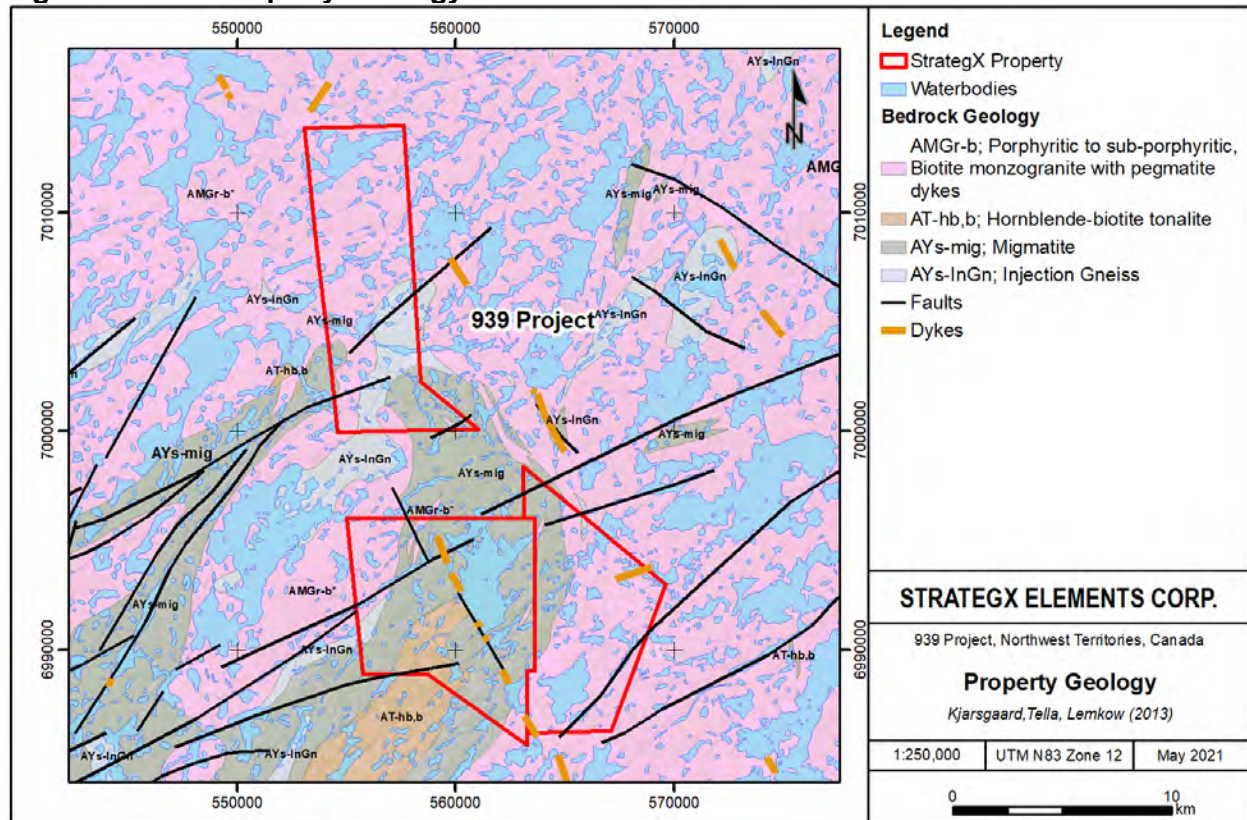 550000
560000
570000
7010000
7000000
6990000
AYs-InGn
N
AMGr-b*
AYs-mig
AYs-mig
AMG
AYs-InGn
AYs-InGn
AYs-mig
939 Project
AYs-InGn
AT-hb,b
AYs-InGn
AYs-mig
AYs-mig
AYs-InGn
AYs-mig
AMGr-b*
AMGr-b*
AYs-mig
AYs-InGn
AT-hb,b
AT-hb,b
AYs-InGn
AYs-InGn
7010000
7000000
6990000
550000
560000
570000
Legend
StrategX Property
Waterbodies
Bedrock Geology
AMGr-b; Porphyritic to sub-porphyritic,
Biotite monzogranite with pegmatite
dykes
AT-hb,b; Hornblende-biotite tonalite
AYs-mig; Migmatite
AYs-InGn; Injection Gneiss
Faults
Dykes
STRATEGX ELEMENTS CORP.
939 Project, Northwest Territories, Canada
Property Geology
Kjarsgaard,Tella, Lemkow (2013)
1:250,000 UTM N83 Zone 12 May 2021
0 10
km